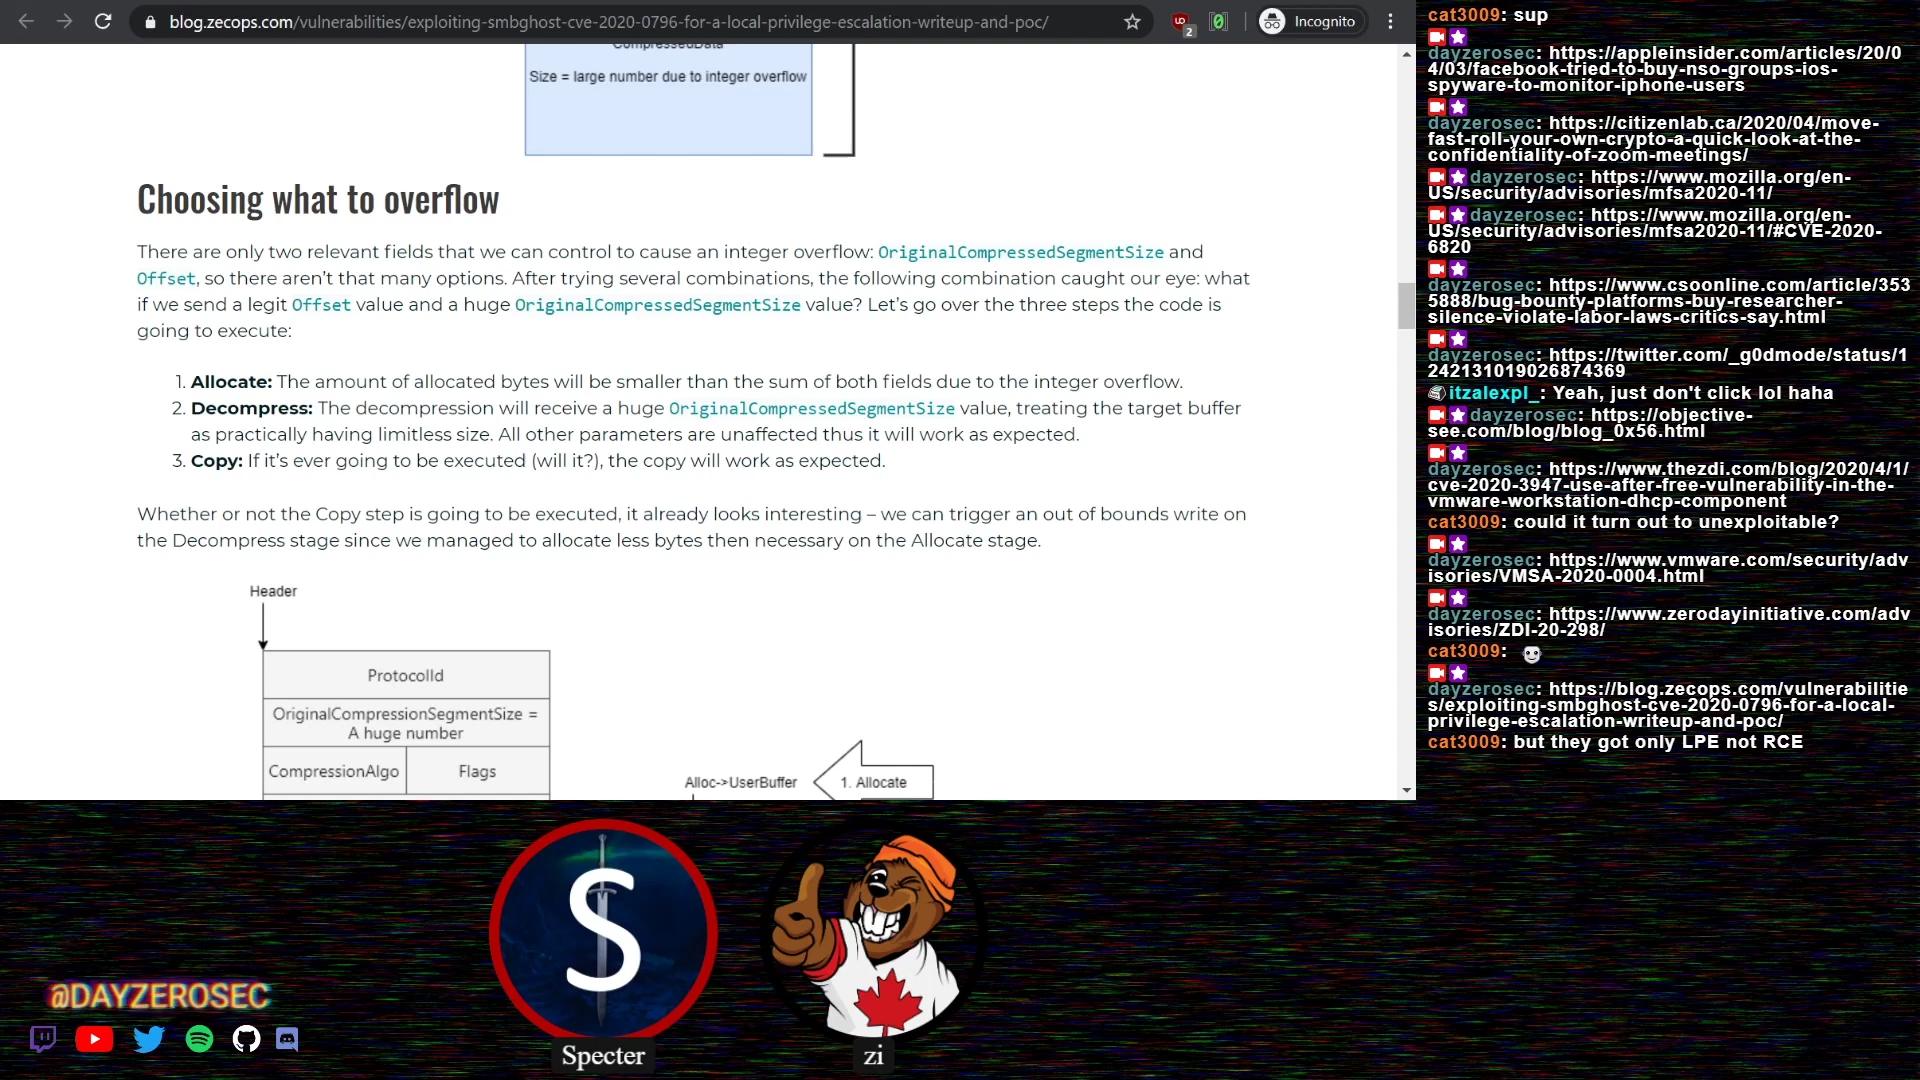 blog.zecops.com/vulnerabilities/exploiting-smbghost-cve-2020-0796-for-a-local-privilege-escalation-writeup-and-poc/
2
Incognito
CompressedData
Size = large number due to integer overflow
Choosing what to overflow
There are only two relevant fields that we can control to cause an integer overflow: OriginalCompressedSegmentSize and
Offset, so there aren't that many options. After trying several combinations, the following combination caught our eye: what
if we send a legit Offset value and a huge OriginalCompressedSegmentSize value? Let's go over the three steps the code is
going to execute:
1. Allocate: The amount of allocated bytes will be smaller than the sum of both fields due to the integer overflow.
2. Decompress: The decompression will receive a huge OriginalCompressedSegmentSize value, treating the target buffer
as practically having limitless size. All other parameters are unaffected thus it will work as expected.
3. Copy: If it's ever going to be executed (will it?), the copy will work as expected.
Whether or not the Copy step is going to be executed, it already looks interesting – we can trigger an out of bounds write on
the Decompress stage since we managed to allocate less bytes then necessary on the Allocate stage.
Header
ProtocolId
OriginalCompressionSegmentSize =
A huge number
CompressionAlgo
Flags
Alloc->UserBuffer
1. Allocate
cat3009: sup
dayzerosec: https://appleinsider.com/articles/20/0
4/03/facebook-tried-to-buy-nso-groups-ios-
spyware-to-monitor-iphone-users
dayzerosec: https://citizenlab.ca/2020/04/move-
fast-roll-your-own-crypto-a-quick-look-at-the-
confidentiality-of-zoom-meetings/
dayzerosec: https://www.mozilla.org/en-
US/security/advisories/mfsa2020-11/
dayzerosec: https://www.mozilla.org/en-
US/security/advisories/mfsa2020-11/#CVE-2020-
6820
dayzerosec: https://www.csoonline.com/article/353
5888/bug-bounty-platforms-buy-researcher-
silence-violate-labor-laws-critics-say.html
dayzerosec: https://twitter.com/_g0dmode/status/1
242131019026874369
itzalexpl_: Yeah, just don't click lol haha
dayzerosec: https://objective-
see.com/blog/blog_0x56.html
dayzerosec: https://www.thezdi.com/blog/2020/4/1/
cve-2020-3947-use-after-free-vulnerability-in-the-
vmware-workstation-dhcp-component
cat3009: could it turn out to unexploitable?
dayzerosec: https://www.vmware.com/security/adv
isories/VMSA-2020-0004.html
dayzerosec: https://www.zerodayinitiative.com/adv
isories/ZDI-20-298/
cat3009:
dayzerosec: https://blog.zecops.com/vulnerabilitie
s/exploiting-smbghost-cve-2020-0796-for-a-local-
privilege-escalation-writeup-and-poc/
cat3009: but they got only LPE not RCE
S
@DAYZEROSEC
Specter
zi